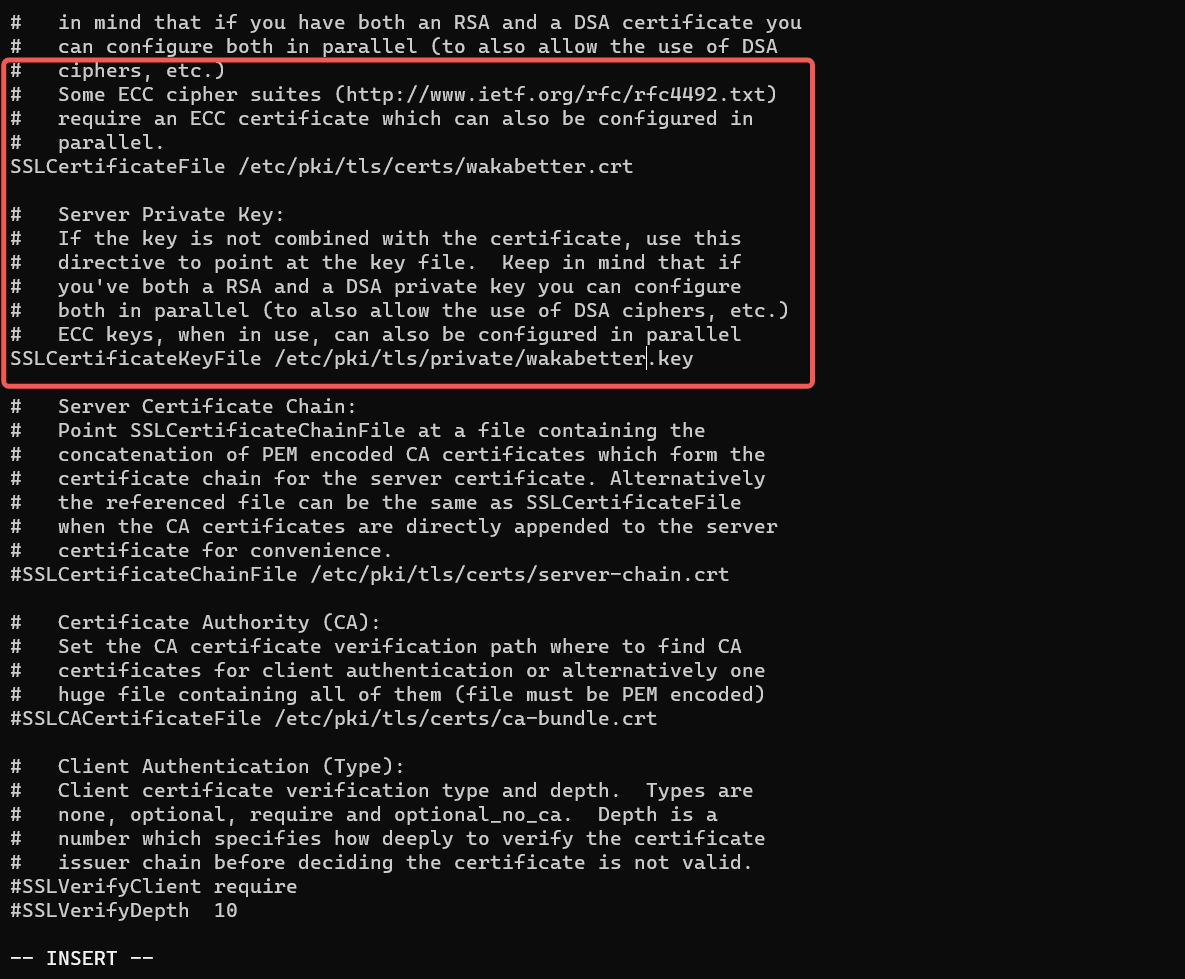 #   in mind that if you have both an RSA and a DSA certificate you
#   can configure both in parallel (to also allow the use of DSA
#   ciphers, etc.)
#   Some ECC cipher suites (http://www.ietf.org/rfc/rfc4492.txt)
#   require an ECC certificate which can also be configured in
#   parallel.
SSLCertificateFile /etc/pki/tls/certs/wakabetter.crt

#   Server Private Key:
#   If the key is not combined with the certificate, use this
#   directive to point at the key file.  Keep in mind that if
#   you've both a RSA and a DSA private key you can configure
#   both in parallel (to also allow the use of DSA ciphers, etc.)
#   ECC keys, when in use, can also be configured in parallel
SSLCertificateKeyFile /etc/pki/tls/private/wakabetter.key

#   Server Certificate Chain:
#   Point SSLCertificateChainFile at a file containing the
#   concatenation of PEM encoded CA certificates which form the
#   certificate chain for the server certificate. Alternatively
#   the referenced file can be the same as SSLCertificateFile
#   when the CA certificates are directly appended to the server
#   certificate for convenience.
#SSLCertificateChainFile /etc/pki/tls/certs/server-chain.crt

#   Certificate Authority (CA):
#   Set the CA certificate verification path where to find CA
#   certificates for client authentication or alternatively one
#   huge file containing all of them (file must be PEM encoded)
#SSLCACertificateFile /etc/pki/tls/certs/ca-bundle.crt

#   Client Authentication (Type):
#   Client certificate verification type and depth.  Types are
#   none, optional, require and optional_no_ca.  Depth is a
#   number which specifies how deeply to verify the certificate
#   issuer chain before deciding the certificate is not valid.
#SSLVerifyClient require
#SSLVerifyDepth  10

-- INSERT --